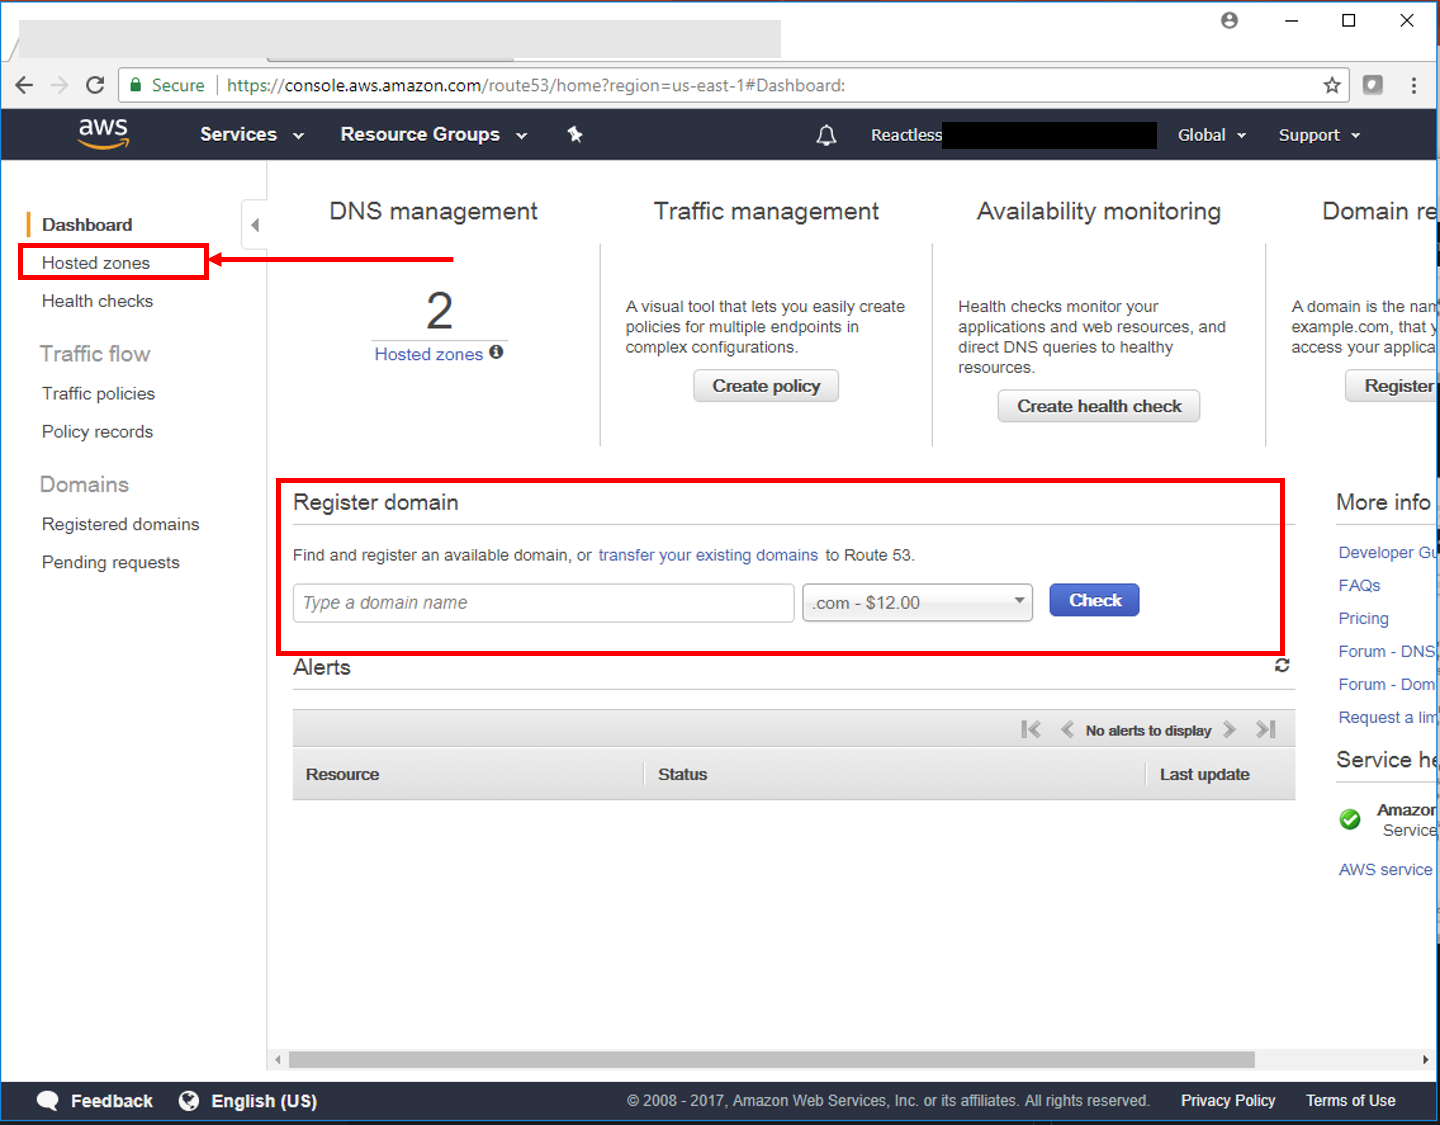 Secure
https://console.aws.amazon.com/route53/home?region=us-east-1#Dashboard:
aws
Services
Resource Groups
Reactless
Global
Support
Dashboard
Hosted zones
Health checks
Traffic flow
Traffic policies
Policy records
Domains
Registered domains
Pending requests
DNS management
2
Hosted zones
Traffic management
A visual tool that lets you easily create
policies for multiple endpoints in
complex configurations.
Create policy
Availability monitoring
Health checks monitor your
applications and web resources, and
direct DNS queries to healthy
resources.
Create health check
Domain re
A domain is the nam
example.com, that y
access your applica
Register
Register domain
Find and register an available domain, or transfer your existing domains to Route 53.
Type a domain name
.com - $12.00
Check
Alerts
No alerts to display
Resource
Status
Last update
More info
Developer Gu
FAQs
Pricing
Forum - DNS
Forum - Dom
Request a lim
Service he
Amazon
Service
AWS service
Feedback
English (US)
© 2008 - 2017, Amazon Web Services, Inc. or its affiliates. All rights reserved.
Privacy Policy
Terms of Use